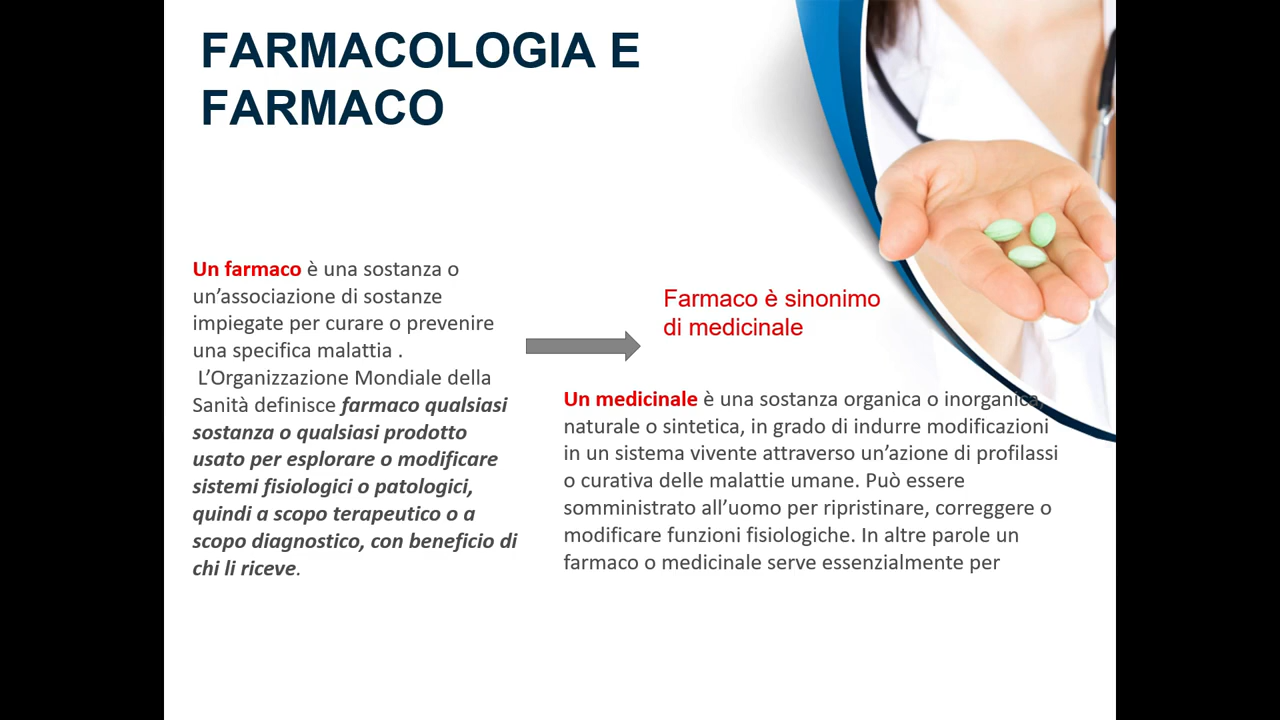 FARMACOLOGIA E
FARMACO
Un farmaco è una sostanza o
un’associazione di sostanze
impiegate per curare o prevenire
una specifica malattia .
L’Organizzazione Mondiale della
Sanità definisce farmaco qualsiasi
sostanza o qualsiasi prodotto
usato per esplorare o modificare
sistemi fisiologici o patologici,
quindi a scopo terapeutico o a
scopo diagnostico, con beneficio di
chi li riceve.
Farmaco è sinonimo
di medicinale
Un medicinale è una sostanza organica o inorganica,
naturale o sintetica, in grado di indurre modificazioni
in un sistema vivente attraverso un’azione di profilassi
o curativa delle malattie umane. Può essere
somministrato all’uomo per ripristinare, correggere o
modificare funzioni fisiologiche. In altre parole un
farmaco o medicinale serve essenzialmente per